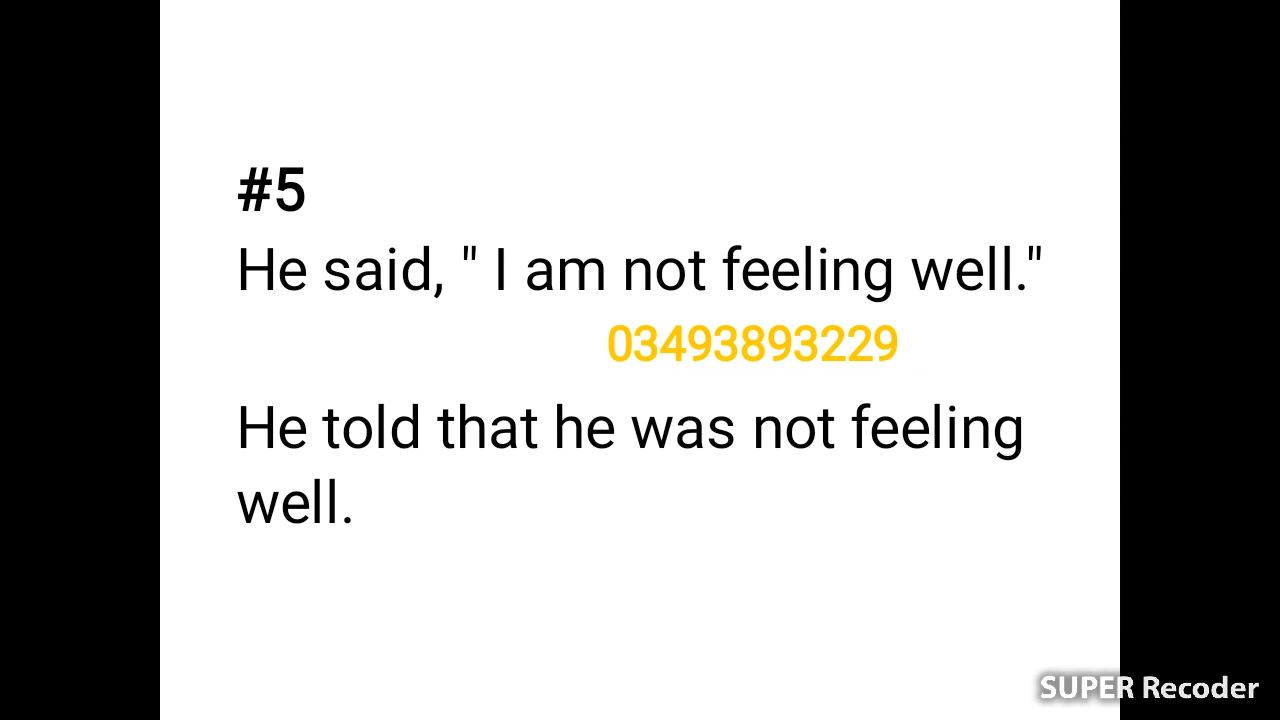 #5
He said, " I am not feeling well."
03493893229
He told that he was not feeling
well.
SUPER Recoder